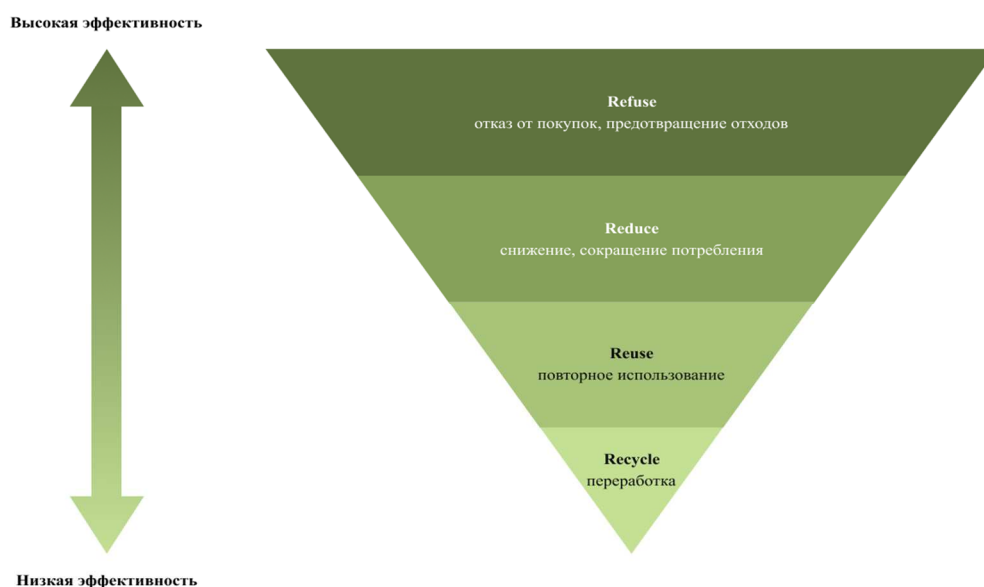 Высокая эффективность
Refuse
отказ от покупок, предотвращение отходов
Reduce
снижение, сокращение потребления
Reuse
повторное использование
Recycle
переработка
Низкая эффективность